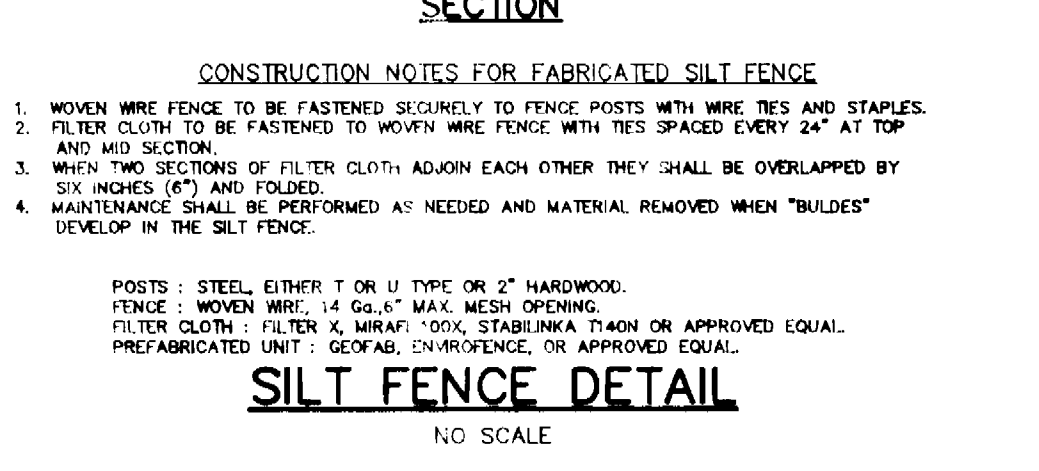 SECTION
CONSTRUCTION NOTES FOR FABRICATED SILT FENCE
1. WOVEN WIRE FENCE TO BE FASTENED SECURELY TO FENCE POSTS WITH WIRE TIES AND STAPLES.
2. FILTER CLOTH TO BE FASTENED TO WOVEN WIRE FENCE WITH TIES SPACED EVERY 24" AT TOP
AND MID SECTION.
3. WHEN TWO SECTIONS OF FILTER CLOTH ADJOIN EACH OTHER THEY SHALL BE OVERLAPPED BY
SIX INCHES (6") AND FOLDED.
4. MAINTENANCE SHALL BE PERFORMED AS NEEDED AND MATERIAL REMOVED WHEN "BULDES"
DEVELOP IN THE SILT FENCE.
POSTS : STEEL, EITHER T OR U TYPE OR 2" HARDWOOD.
FENCE : WOVEN WIRE, 14 Ga.,6" MAX. MESH OPENING.
FILTER CLOTH : FILTER X, MIRAFI 100X, STABILINKA T140N OR APPROVED EQUAL.
PREFABRICATED UNIT : GEOFAB, ENVIROFENCE, OR APPROVED EQUAL.
SILT FENCE DETAIL
NO SCALE